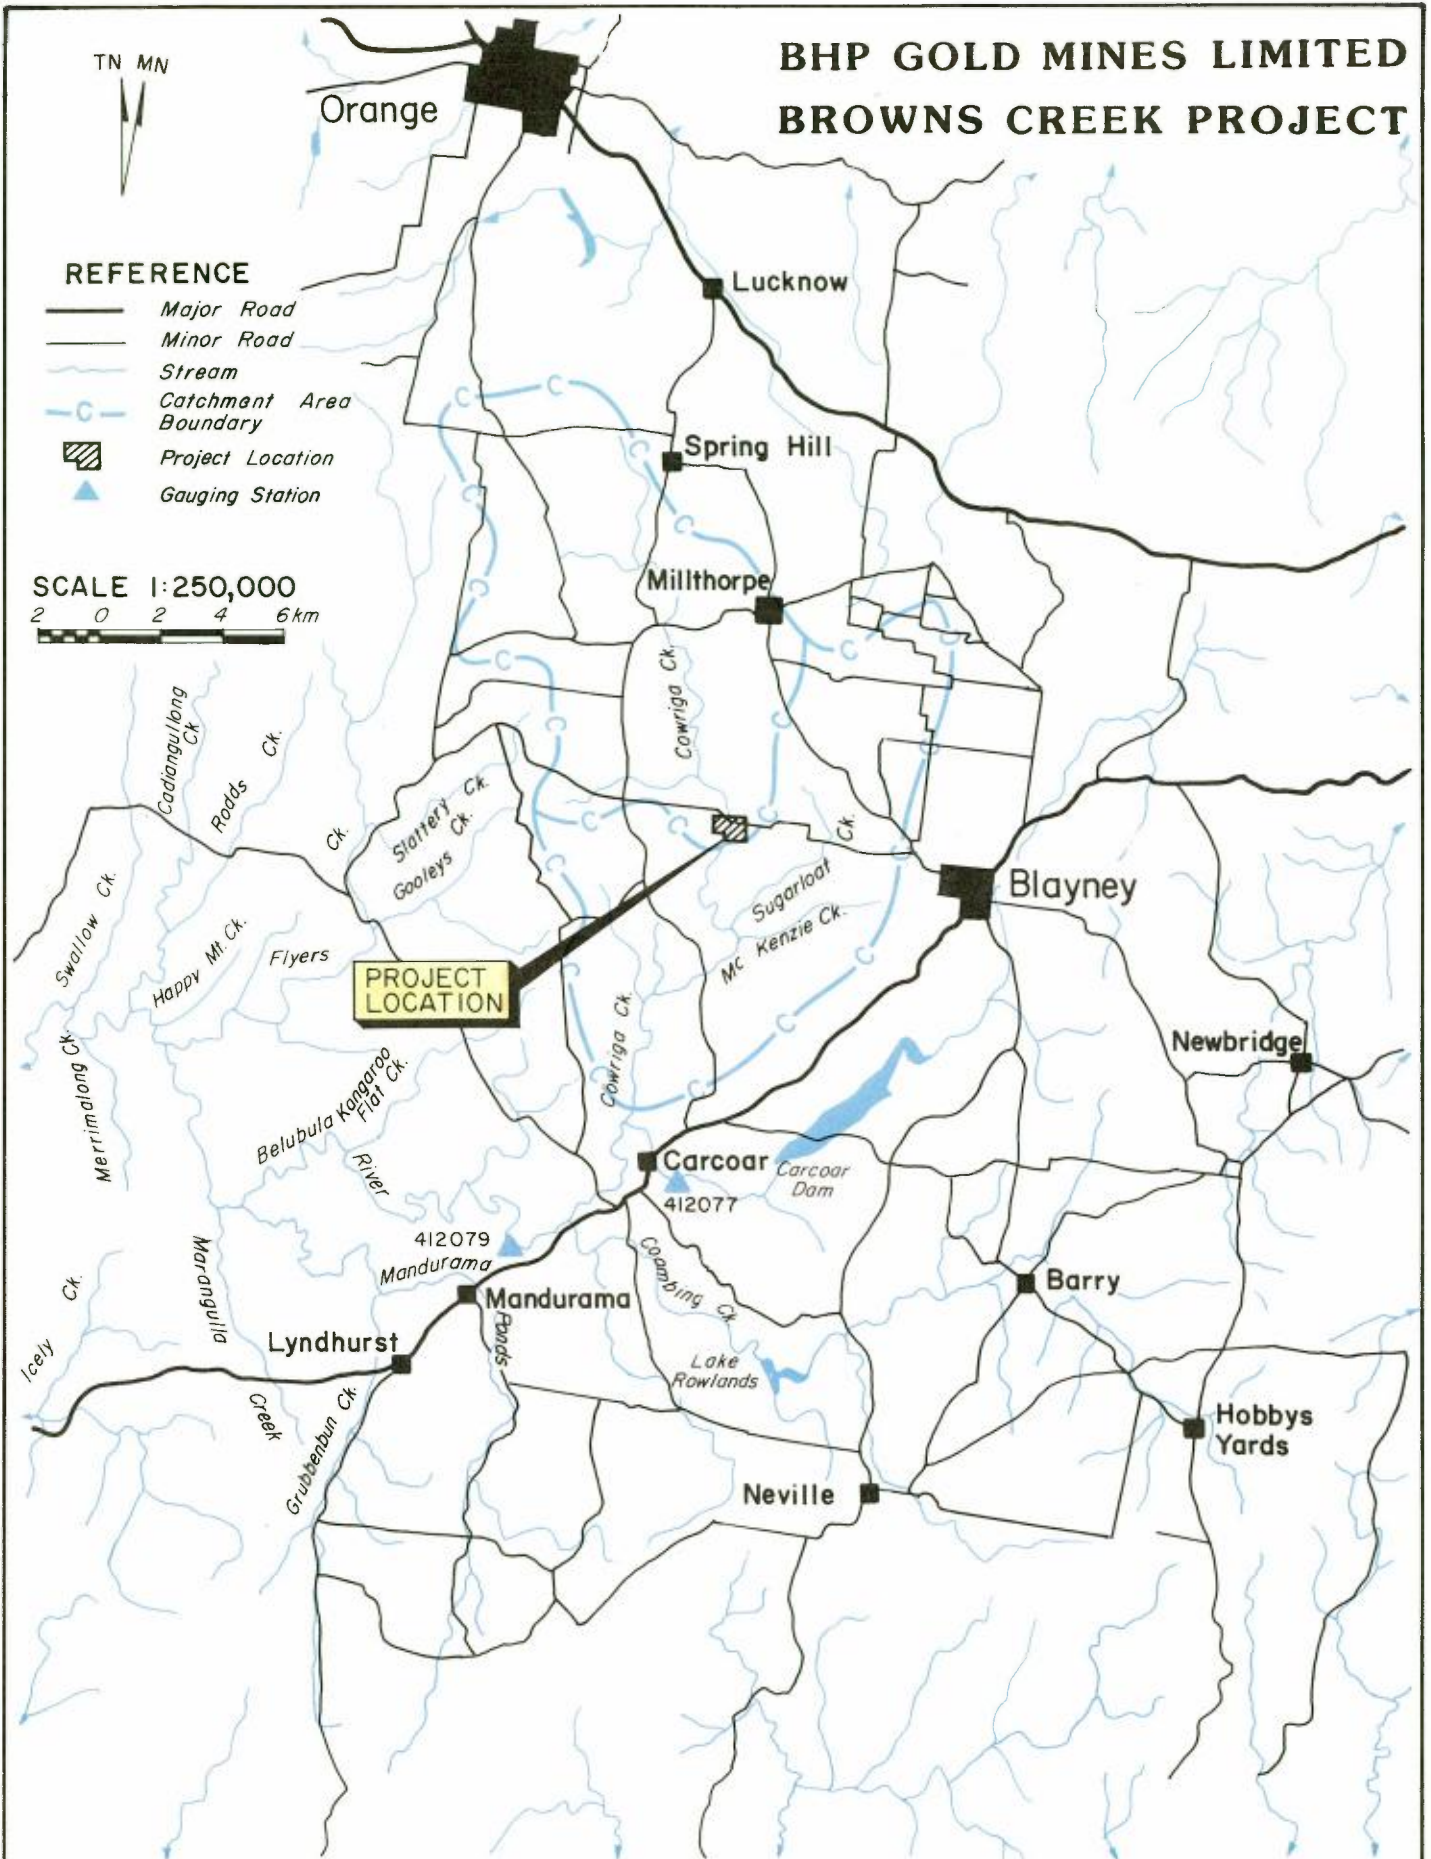 BHP GOLD MINES LIMITED
BROWNS CREEK PROJECT
TN MN
Orange
REFERENCE
Major Road
Minor Road
Stream
C
Catchment Area
Boundary
Project Location
Gauging Station
SCALE 1:250,000
2 0 2 4 6 km
Lucknow
C C
C
Spring Hill
C
C
Millthorpe
C
C
C
C
Cowriga Ck.
C
C
C
Cadiangullong
Ck
Rodds Ck.
Ck.
Slattery Ck.
Gooleys Ck.
C
C
C
C
C
C
Ck.
Sugarloat
Mc Kenzie Ck.
Blayney
Swallow Ck.
Happy Mt. Ck.
Flyers
PROJECT
LOCATION
C
C
C
Cowriga Ck.
C
C
Newbridge
Merrimalong Ck.
Kangaroo
Flat Ck.
Belubula
River
Carcoar
412077
Carcoar
Dam
412079
Mandurama
Mandurama
Ponds
Coambing Ck
Barry
Marangulla
Creek
Icely Ck.
Lyndhurst
Lake
Rowlands
Grubbenbun Ck.
Hobbys
Yards
Neville